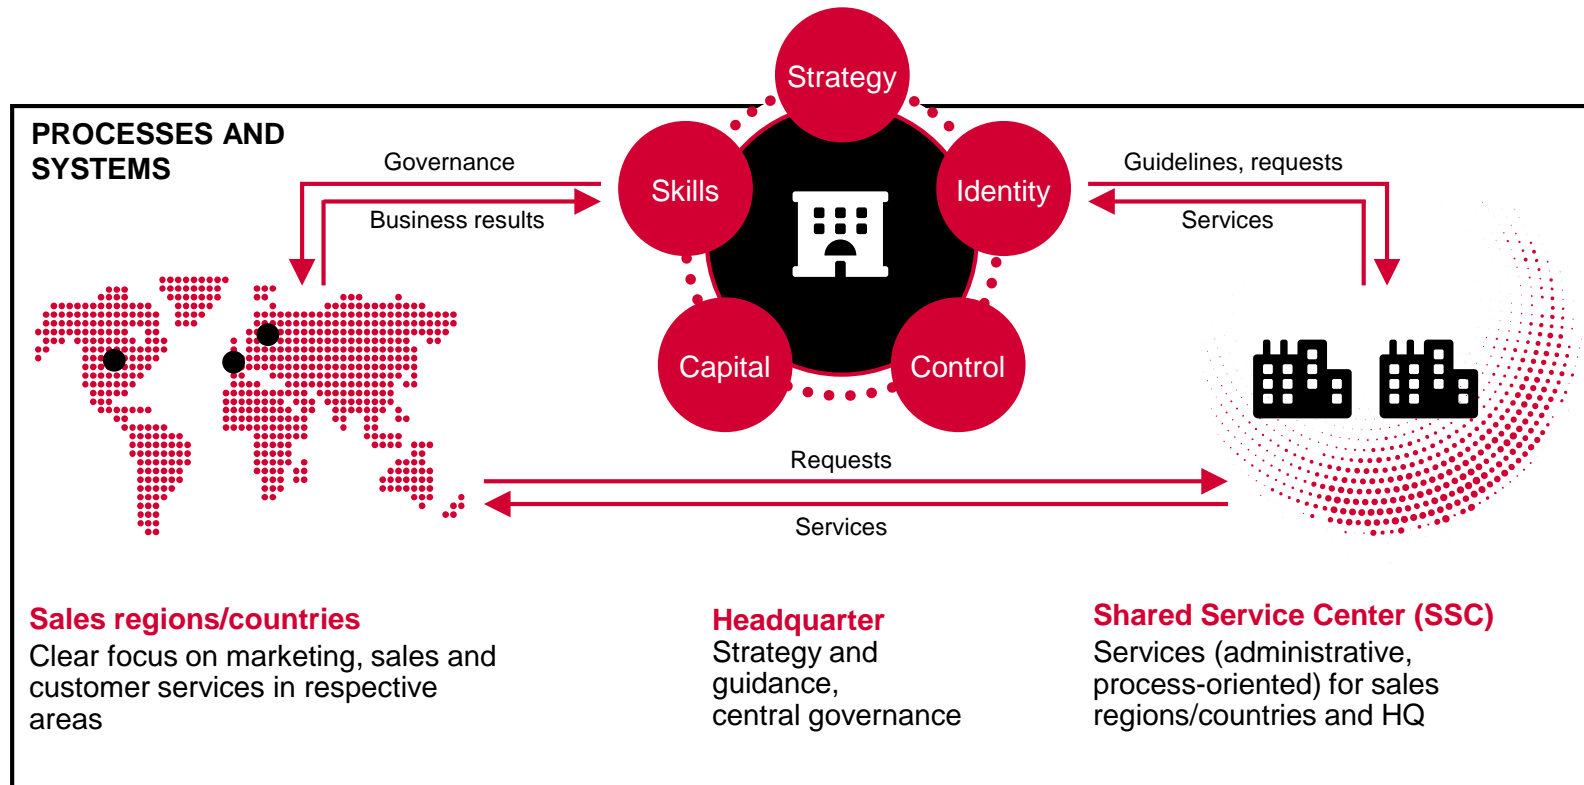 Strategy
PROCESSES AND
SYSTEMS
Governance
Business results
Skills
Identity
Guidelines, requests
Services
Capital
Control
Requests
Services
Sales regions/countries
Clear focus on marketing, sales and
customer services in respective
areas
Headquarter
Strategy and
guidance,
central governance
Shared Service Center (SSC)
Services (administrative,
process-oriented) for sales
regions/countries and HQ